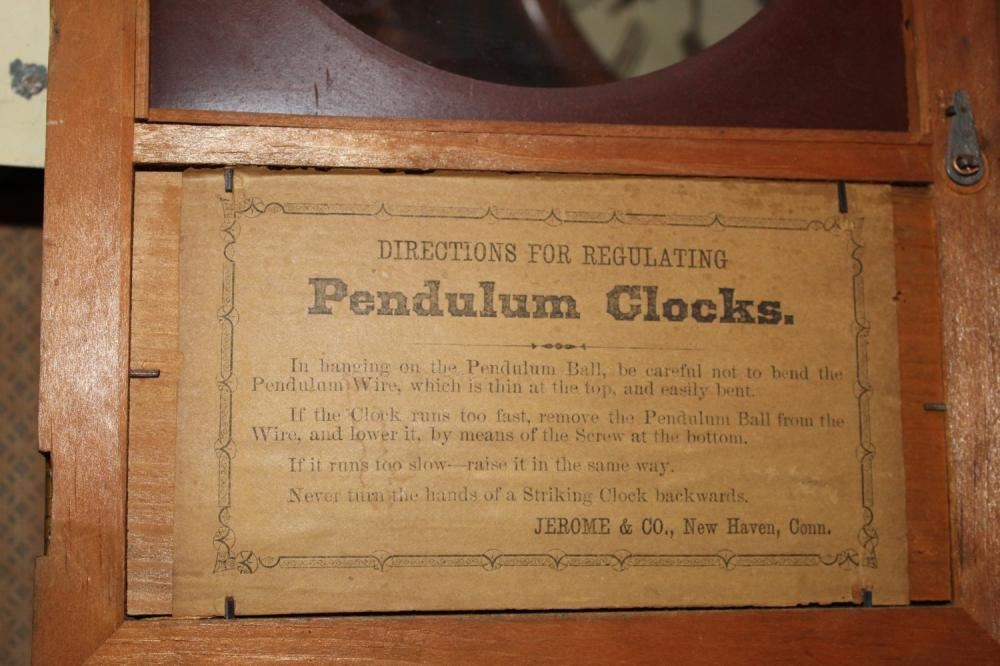 DIRECTIONS FOR REGULATING
Pendulum Clocks.
In hanging on the Pendulum Ball, be careful not to bend the
Pendulum Wire, which is thin at the top, and easily bent.
If the Clock runs too fast, remove the Pendulum Ball from the
Wire, and lower it, by means of the Screw at the bottom.
If it runs too slow—raise it in the same way.
Never turn the hands of a Striking Clock backwards.
JEROME & CO., New Haven, Conn.